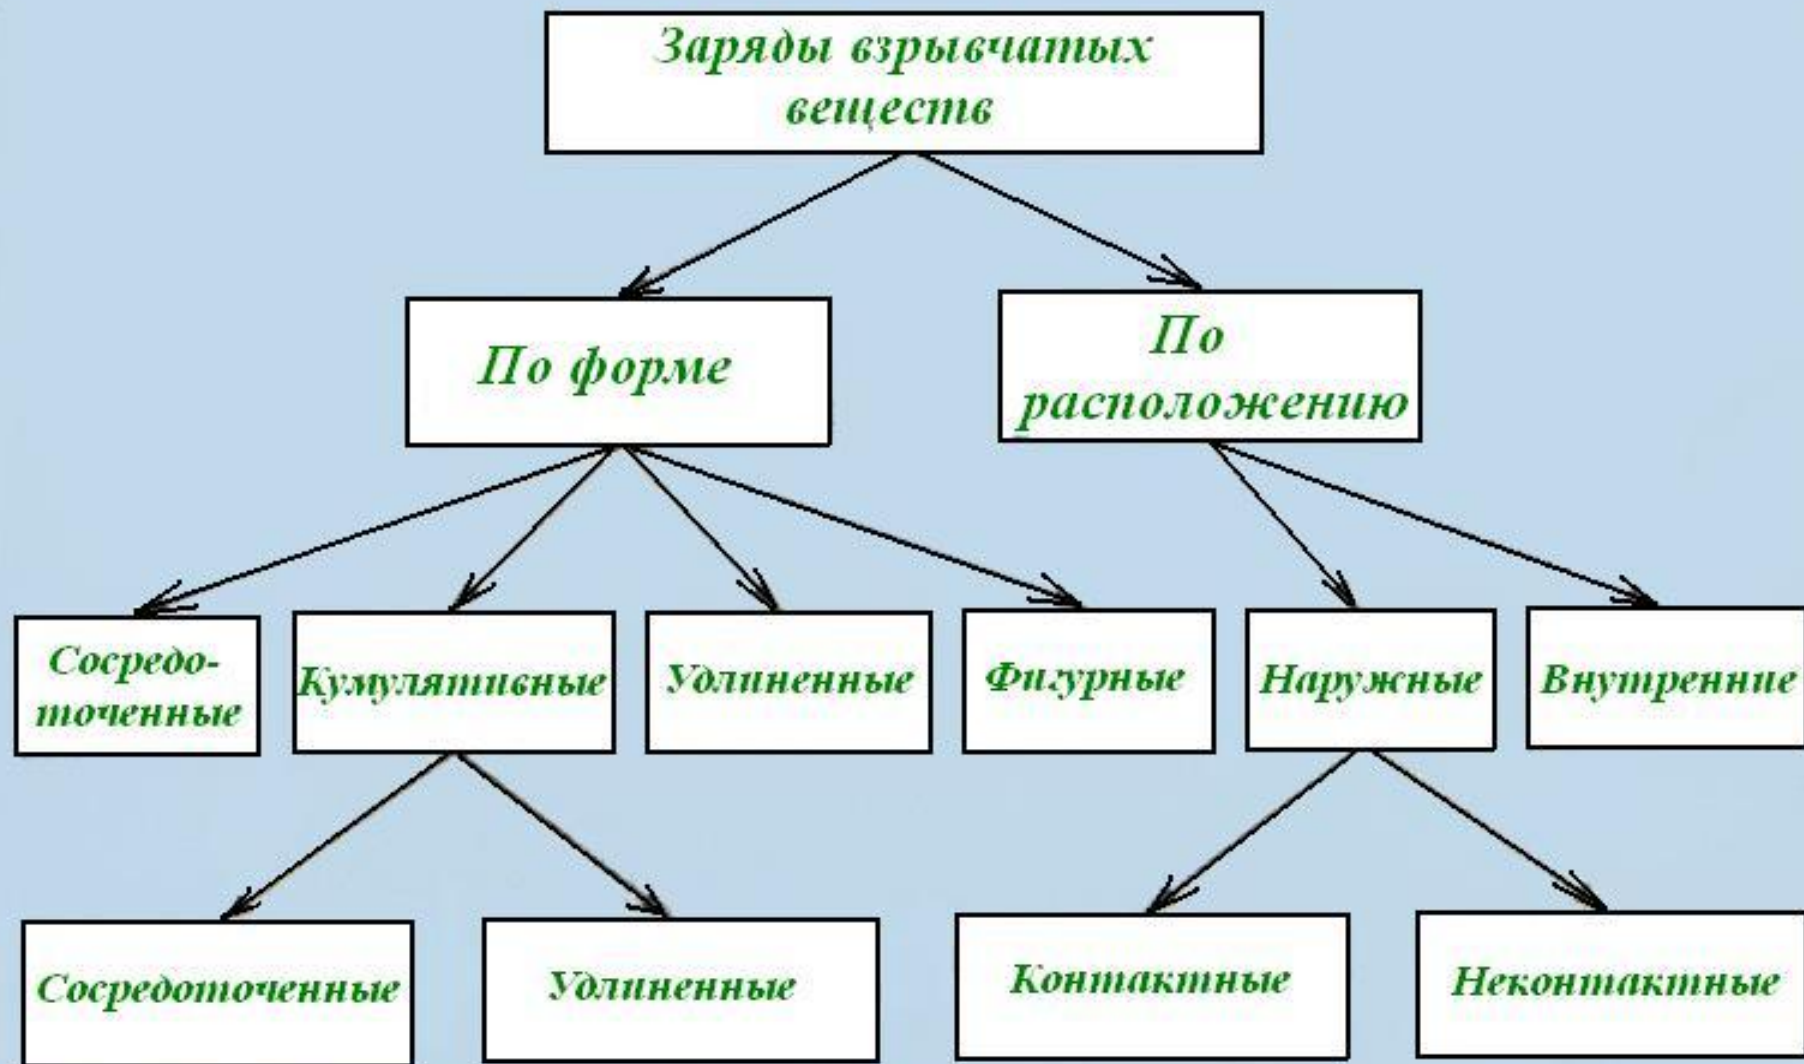 Заряды взрывчатых
веществ
По форме
По
расположению
Сосредо-
точенные
Кумулятивные
Удлиненные
Фигурные
Наружные
Внутренние
Сосредоточенные
Удлиненные
Контактные
Неконтактные